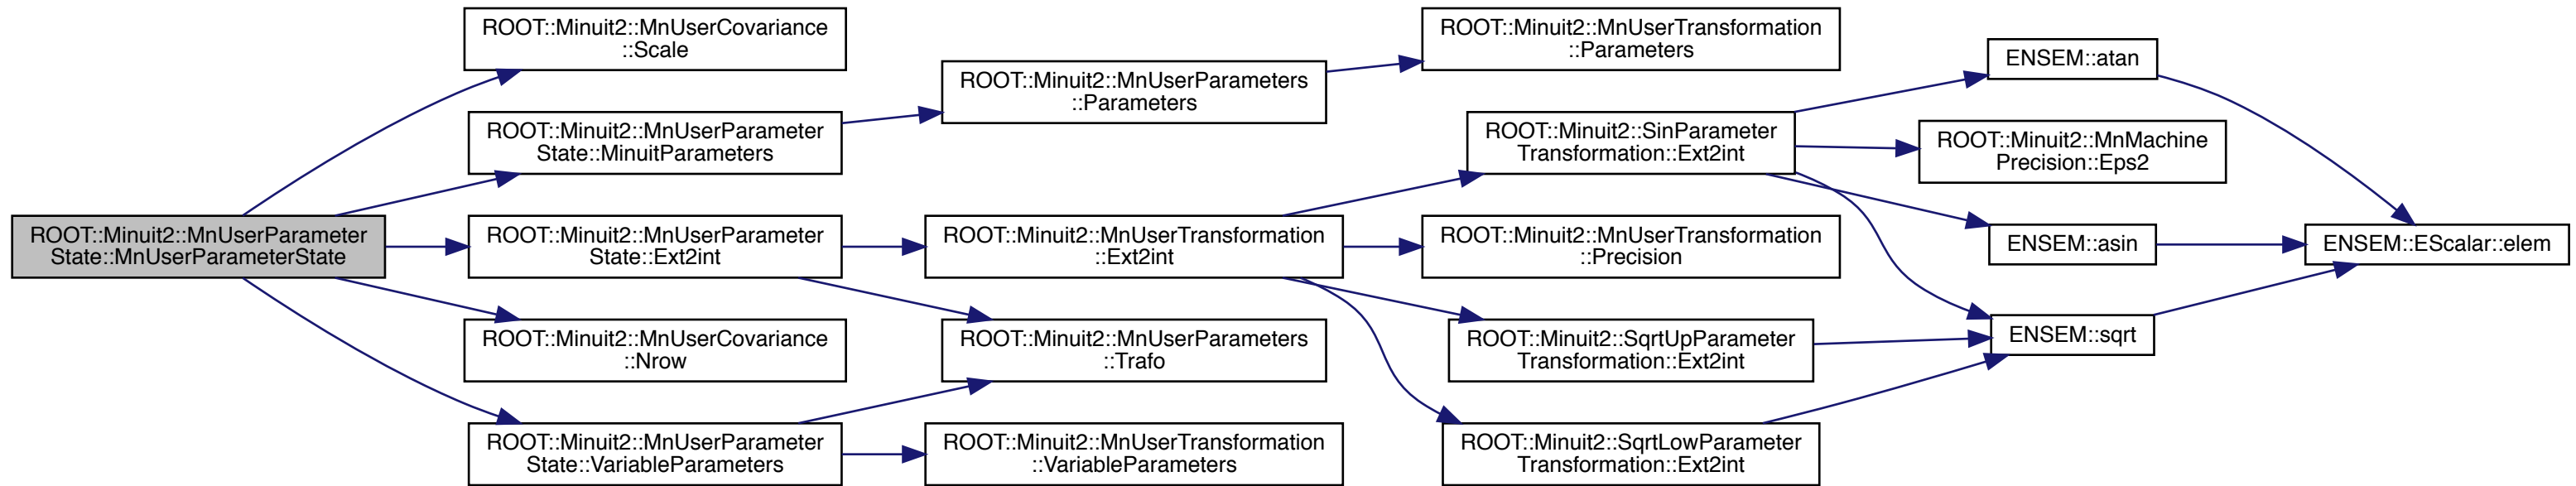 ROOT::Minuit2::MnUserParameter
State::MnUserParameterState
ROOT::Minuit2::MnUserCovariance
::Scale
ROOT::Minuit2::MnUserParameter
State::MinuitParameters
ROOT::Minuit2::MnUserParameter
State::Ext2int
ROOT::Minuit2::MnUserCovariance
::Nrow
ROOT::Minuit2::MnUserParameter
State::VariableParameters
ROOT::Minuit2::MnUserParameters
::Parameters
ROOT::Minuit2::MnUserTransformation
::Ext2int
ROOT::Minuit2::MnUserParameters
::Trafo
ROOT::Minuit2::MnUserTransformation
::VariableParameters
ROOT::Minuit2::MnUserTransformation
::Parameters
ROOT::Minuit2::SinParameter
Transformation::Ext2int
ROOT::Minuit2::MnUserTransformation
::Precision
ROOT::Minuit2::SqrtUpParameter
Transformation::Ext2int
ROOT::Minuit2::SqrtLowParameter
Transformation::Ext2int
ENSEM::atan
ROOT::Minuit2::MnMachine
Precision::Eps2
ENSEM::asin
ENSEM::sqrt
ENSEM::EScalar::elem